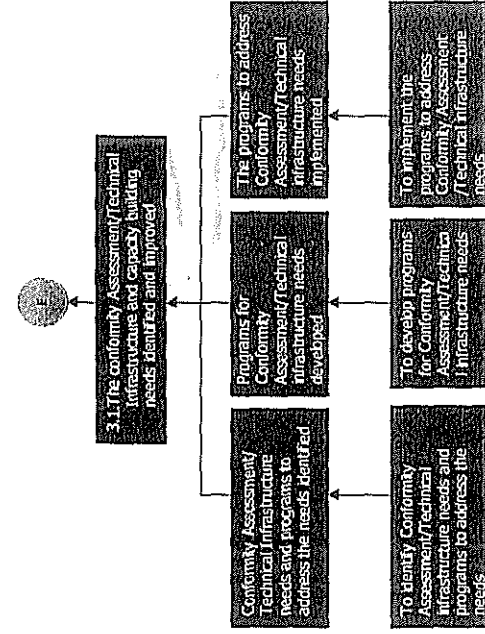 E
3.1 The conformity Assessment/Technical
Infrastructure and capacity building
needs identified and improved
Conformity Assessment/
Technical Infrastructure
needs and programs to
address the needs identified
Programs for
Conformity
Assessment/Technical
infrastructure needs
developed
The programs to address
Conformity
Assessment/Technical
infrastructure needs
implemented
To identify Conformity
Assessment/Technical
infrastructure needs and
programs to address the
needs
To develop programs
for Conformity
Assessment/Technica
l infrastructure needs
To implement the
programs to address
Conformity Assessment
/Technical infrastructure
needs